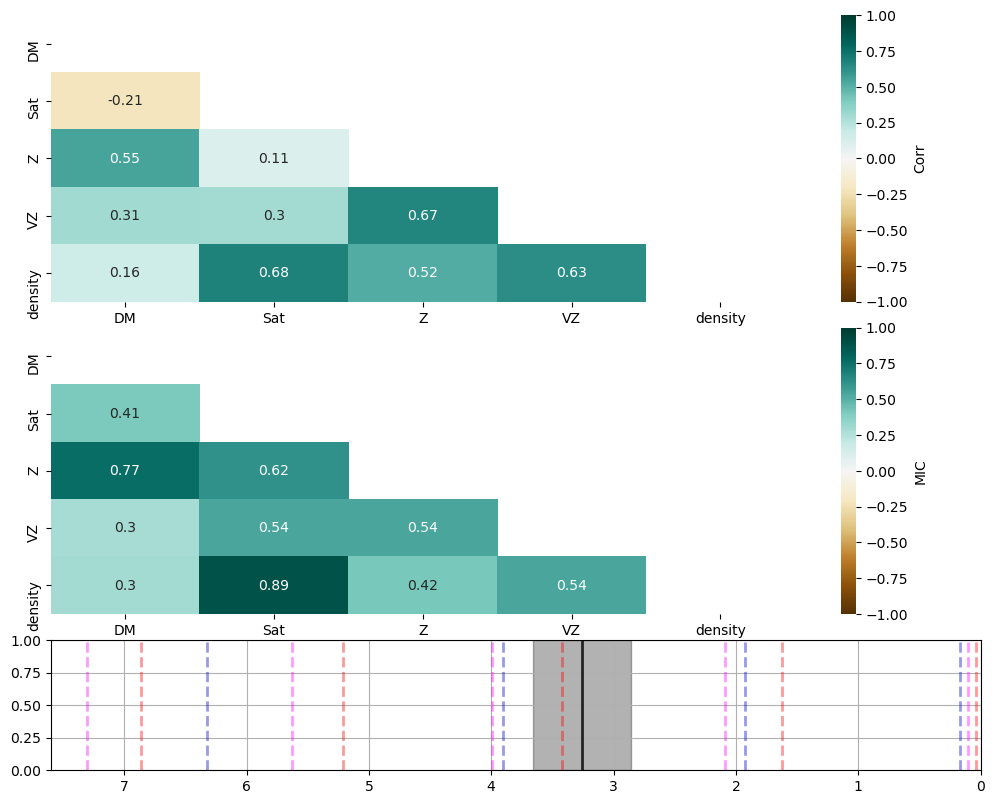 DM
Sat
Z
VZ
density
-0.21
0.55 0.11
0.31 0.3 0.67
0.16 0.68 0.52 0.63
DM Sat Z VZ density
1.00
0.75
0.50
0.25
0.00
−0.25
−0.50
−0.75
−1.00
Corr
DM
Sat
Z
VZ
density
0.41
0.77 0.62
0.3 0.54 0.54
0.3 0.89 0.42 0.54
DM Sat Z VZ density
1.00
0.75
0.50
0.25
0.00
−0.25
−0.50
−0.75
−1.00
MIC
1.00
0.75
0.50
0.25
0.00
7 6 5 4 3 2 1 0